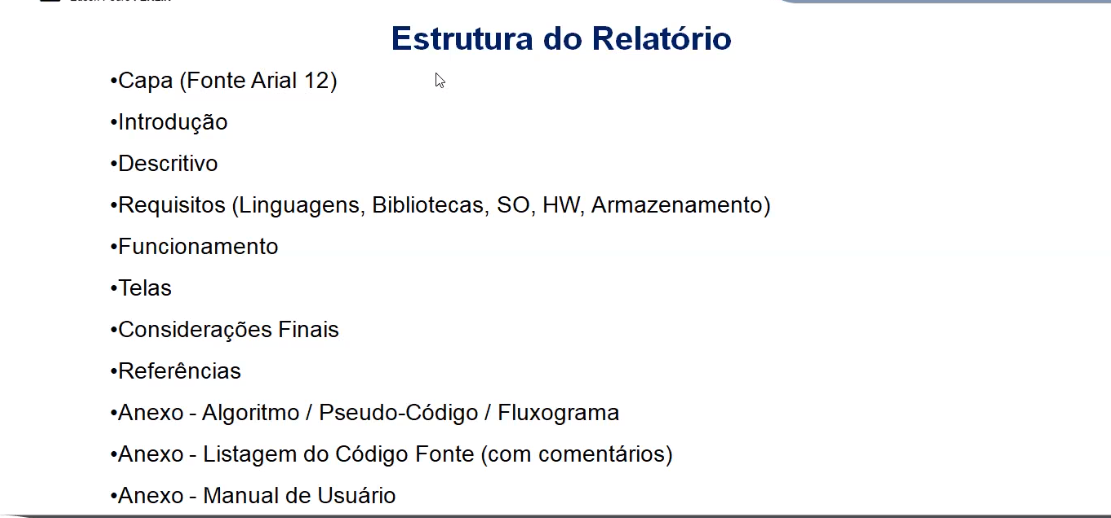 Estrutura do Relatório
•Capa (Fonte Arial 12)
•Introdução
•Descritivo
•Requisitos (Linguagens, Bibliotecas, SO, HW, Armazenamento)
•Funcionamento
•Telas
•Considerações Finais
•Referências
•Anexo - Algoritmo / Pseudo-Código / Fluxograma
•Anexo - Listagem do Código Fonte (com comentários)
•Anexo - Manual de Usuário